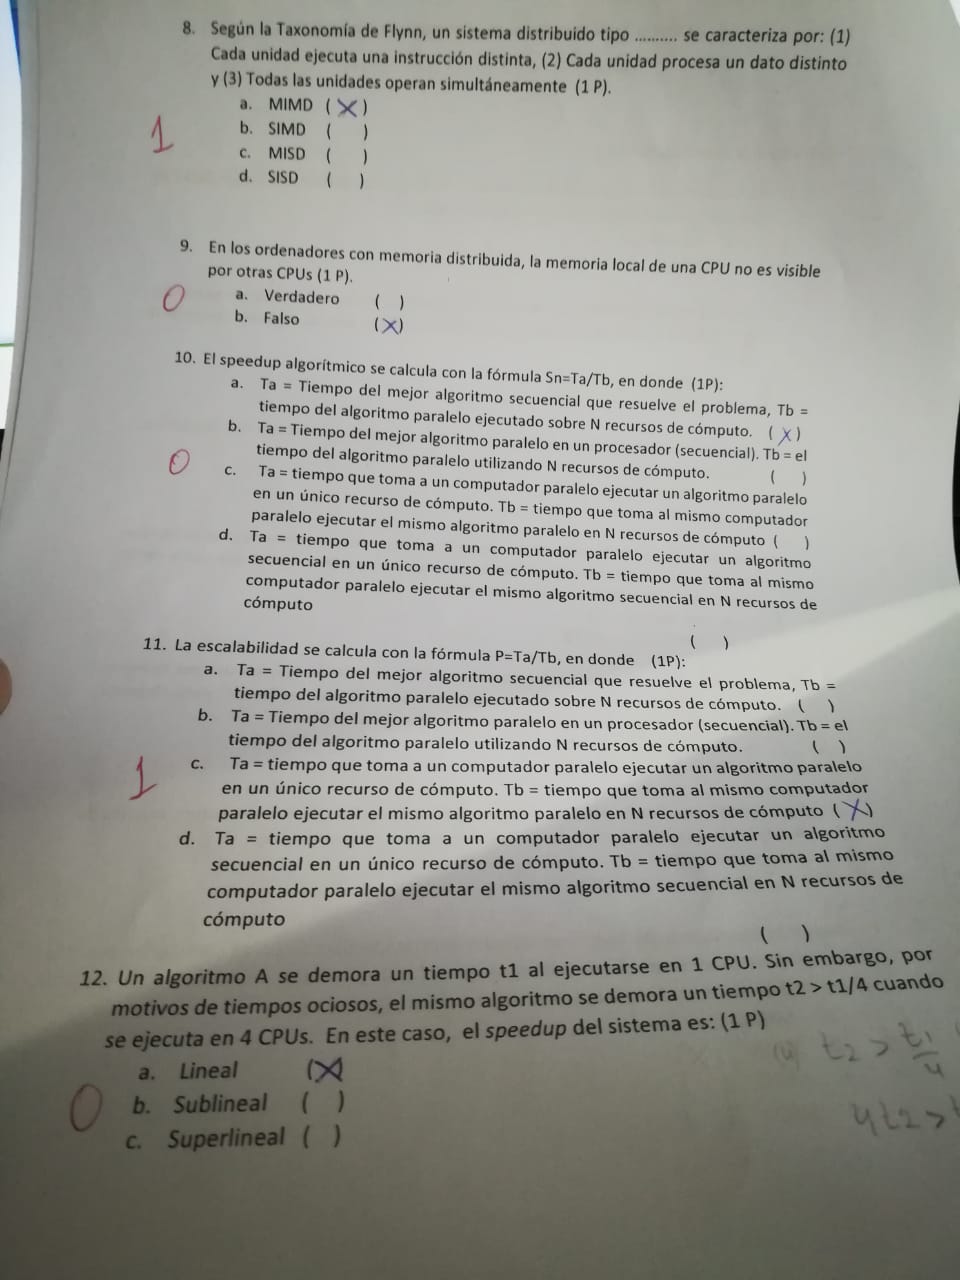 8. Según la Taxonomía de Flynn, un sistema distribuido tipo .......... se caracteriza por: (1)
Cada unidad ejecuta una instrucción distinta, (2) Cada unidad procesa un dato distinto
y (3) Todas las unidades operan simultáneamente (1 P).
a. MIMD (X)
b. SIMD ( )
1
c. MISD ( )
d. SISD ( )
9. En los ordenadores con memoria distribuida, la memoria local de una CPU no es visible
por otras CPUs (1 P).
0
a. Verdadero ( )
b. Falso (X)
10. El speedup algorítmico se calcula con la fórmula Sn=Ta/Tb, en donde (1P):
a. Ta = Tiempo del mejor algoritmo secuencial que resuelve el problema, Tb =
tiempo del algoritmo paralelo ejecutado sobre N recursos de cómputo. (X)
b. Ta = Tiempo del mejor algoritmo paralelo en un procesador (secuencial). Tb = el
tiempo del algoritmo paralelo utilizando N recursos de cómputo. ( )
0
c. Ta = tiempo que toma a un computador paralelo ejecutar un algoritmo paralelo
en un único recurso de cómputo. Tb = tiempo que toma al mismo computador
paralelo ejecutar el mismo algoritmo paralelo en N recursos de cómputo ( )
d. Ta = tiempo que toma a un computador paralelo ejecutar un algoritmo
secuencial en un único recurso de cómputo. Tb = tiempo que toma al mismo
computador paralelo ejecutar el mismo algoritmo secuencial en N recursos de
cómputo
( )
11. La escalabilidad se calcula con la fórmula P=Ta/Tb, en donde (1P):
a. Ta = Tiempo del mejor algoritmo secuencial que resuelve el problema, Tb =
tiempo del algoritmo paralelo ejecutado sobre N recursos de cómputo. ( )
b. Ta = Tiempo del mejor algoritmo paralelo en un procesador (secuencial). Tb = el
tiempo del algoritmo paralelo utilizando N recursos de cómputo. ( )
1
c. Ta = tiempo que toma a un computador paralelo ejecutar un algoritmo paralelo
en un único recurso de cómputo. Tb = tiempo que toma al mismo computador
paralelo ejecutar el mismo algoritmo paralelo en N recursos de cómputo (X)
d. Ta = tiempo que toma a un computador paralelo ejecutar un algoritmo
secuencial en un único recurso de cómputo. Tb = tiempo que toma al mismo
computador paralelo ejecutar el mismo algoritmo secuencial en N recursos de
cómputo
( )
12. Un algoritmo A se demora un tiempo t1 al ejecutarse en 1 CPU. Sin embargo, por
motivos de tiempos ociosos, el mismo algoritmo se demora un tiempo t2 > t1/4 cuando
se ejecuta en 4 CPUs. En este caso, el speedup del sistema es: (1 P)
(4) t2 > t1/4
a. Lineal (X)
0
b. Sublineal ( )
4t2 >
c. Superlineal ( )